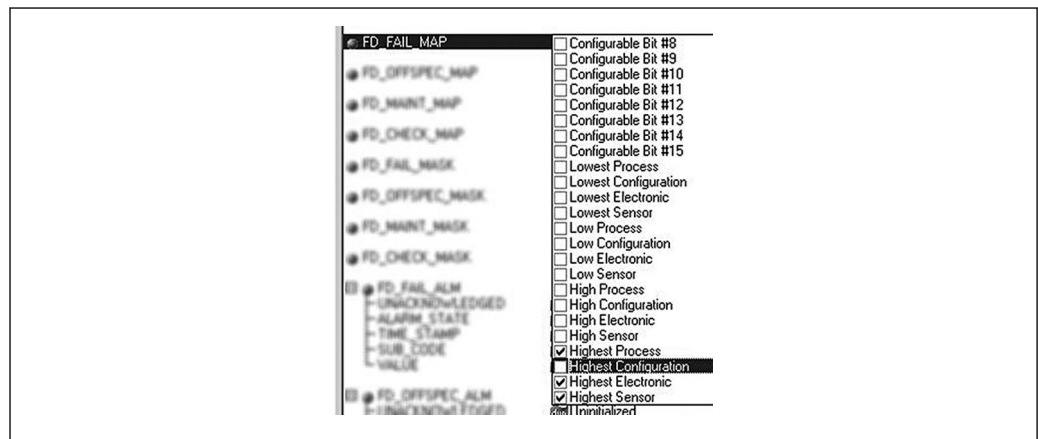 FD_FAIL_MAP
FD_OFFSPEC_MAP
FD_MAINT_MAP
FD_CHECK_MAP
FD_FAIL_MASK
FD_OFFSPEC_MASK
FD_MAINT_MASK
FD_CHECK_MASK
FD_FAIL_ALM
UNACKNOWLEDGED
ALARM_STATE
TIME_STAMP
SUB_CODE
VALUE
FD_OFFSPEC_ALM
UNACKNOWLEDGED
Configurable Bit #8
Configurable Bit #9
Configurable Bit #10
Configurable Bit #11
Configurable Bit #12
Configurable Bit #13
Configurable Bit #14
Configurable Bit #15
Lowest Process
Lowest Configuration
Lowest Electronic
Lowest Sensor
Low Process
Low Configuration
Low Electronic
Low Sensor
High Process
High Configuration
High Electronic
High Sensor
Highest Process
Highest Configuration
Highest Electronic
Highest Sensor
Uninitialized